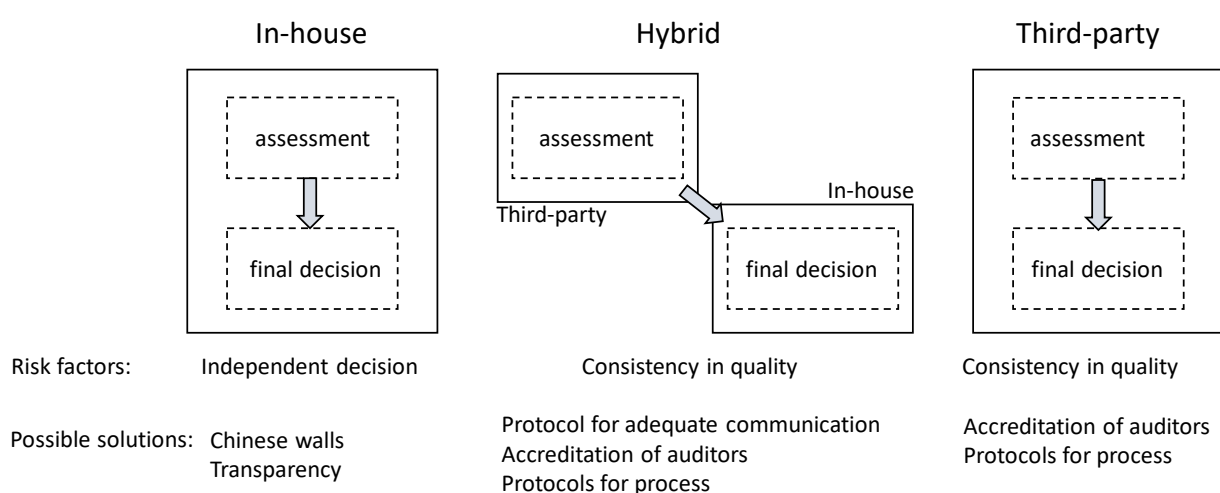 In-house
Hybrid
Third-party
assessment
final decision
assessment
Third-party
In-house
final decision
assessment
final decision
Risk factors:
Independent decision
Consistency in quality
Consistency in quality
Possible solutions:
Chinese walls
Transparency
Protocol for adequate communication
Accreditation of auditors
Protocols for process
Accreditation of auditors
Protocols for process